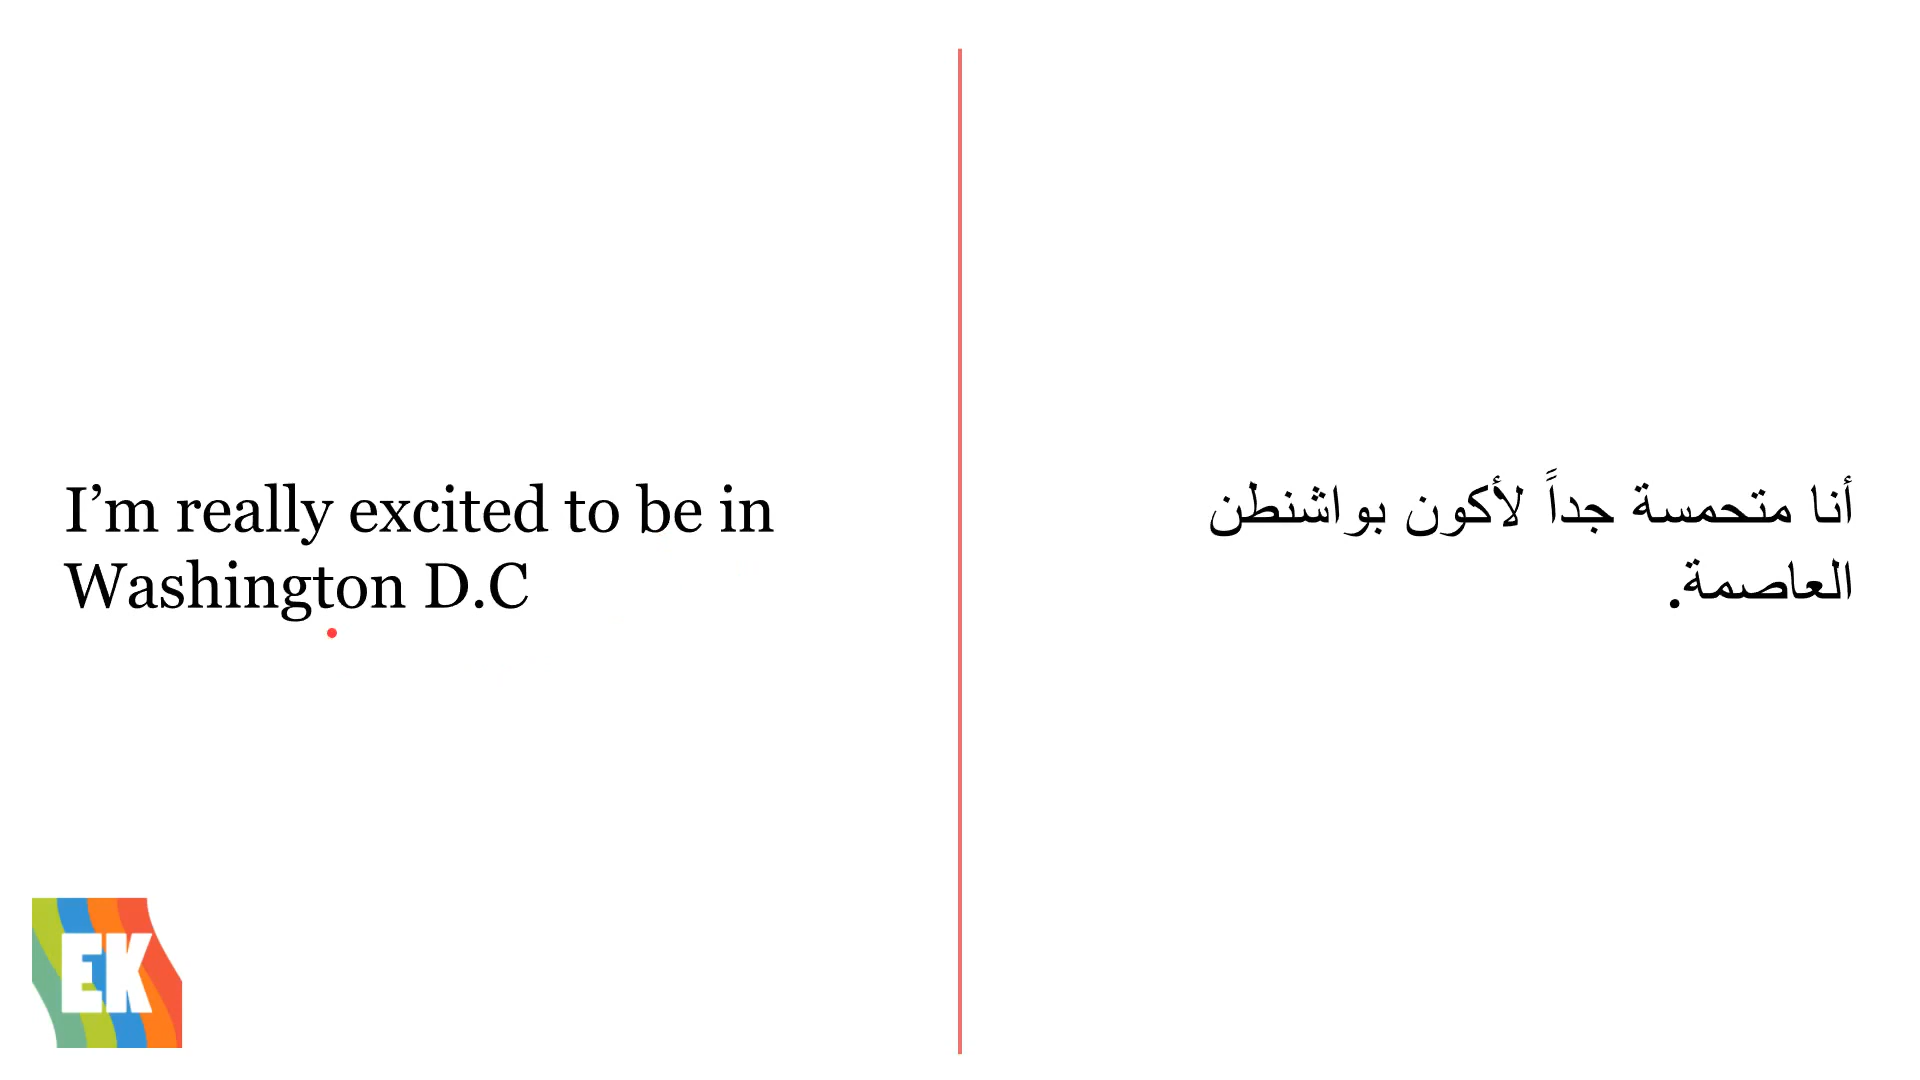 I’m really excited to be in
Washington D.C
أنا متحمسة جداً لأكون بواشنطن
العاصمة.
EK